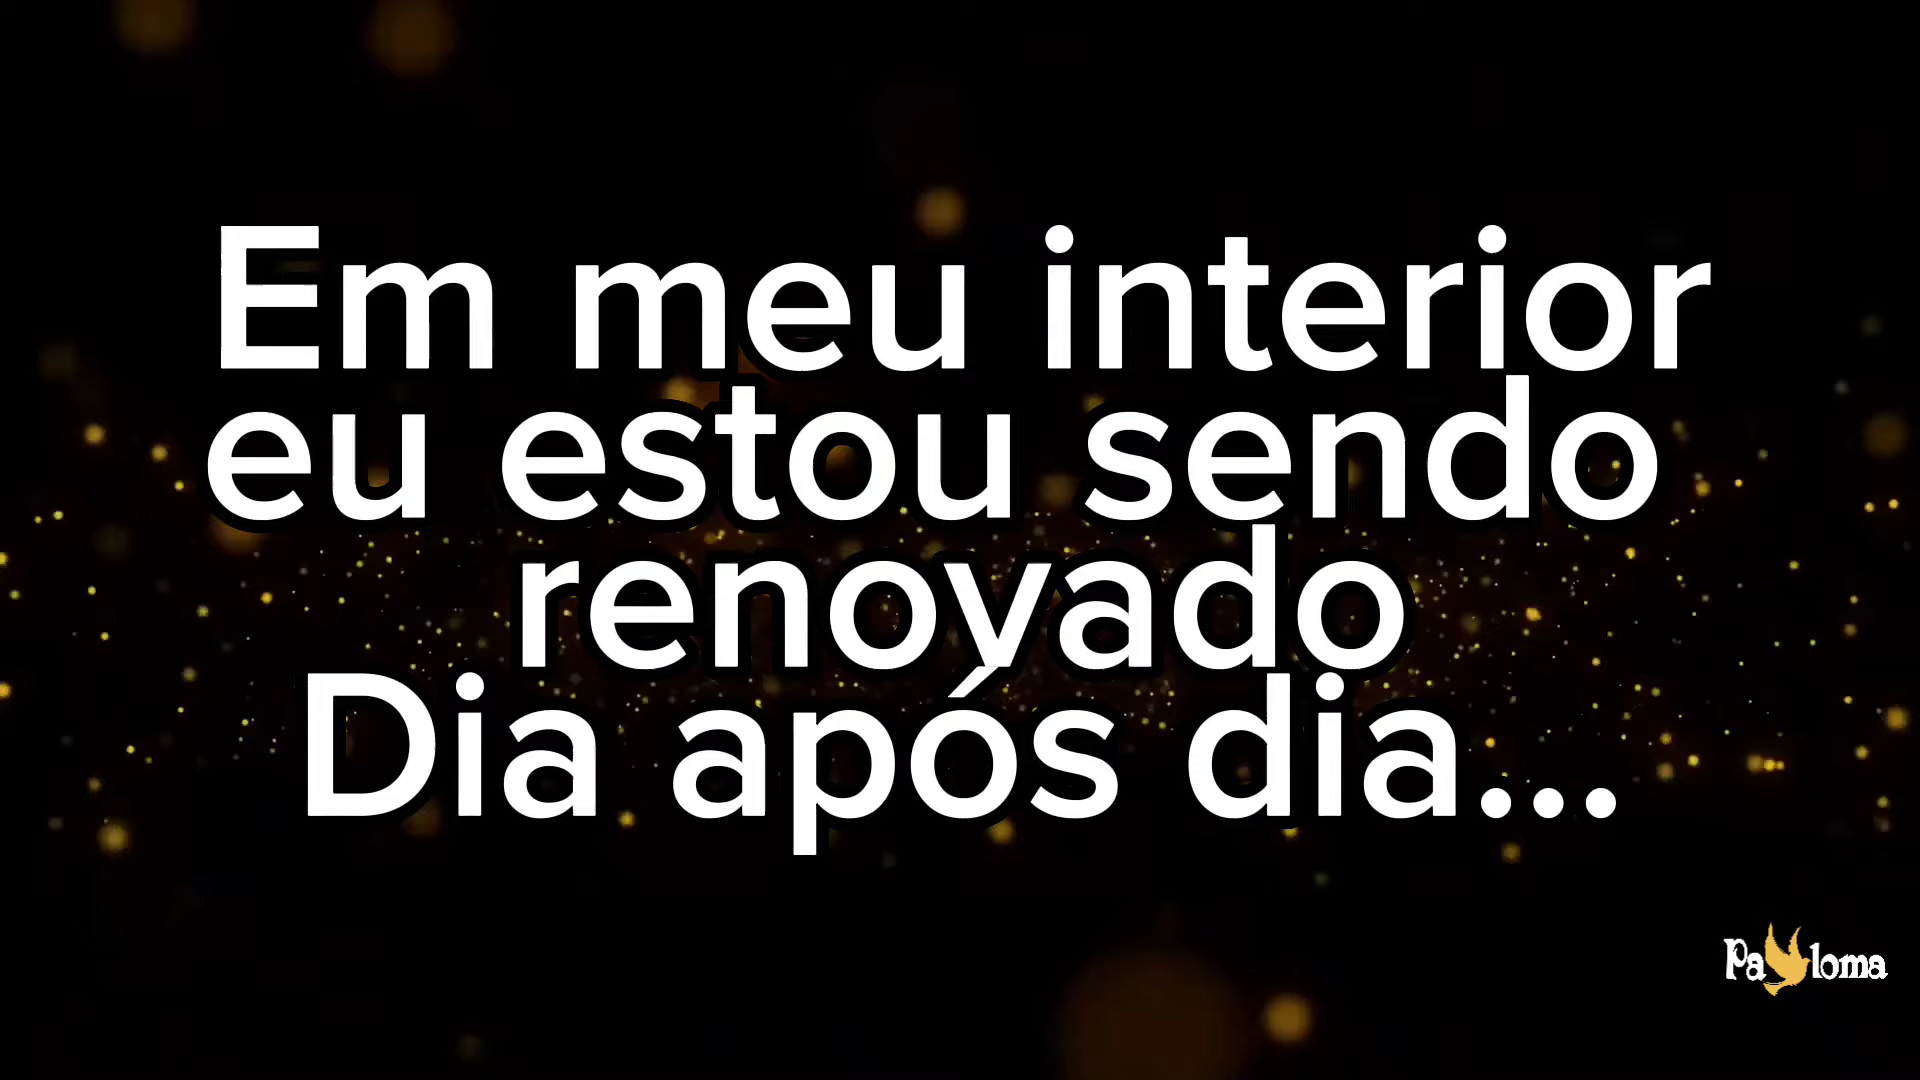 Em meu interior
eu estou sendo
renovado
Dia após dia...
Paloma